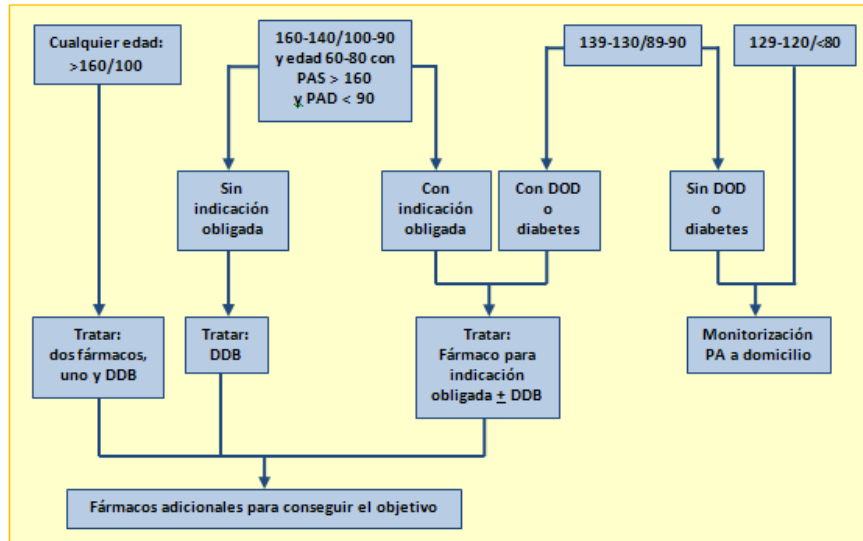 Cualquier edad:
>160/100
160-140/100-90
y edad 60-80 con
PAS > 160
y PAD < 90
139-130/89-90
129-120/<80
Sin
indicación
obligada
Con
indicación
obligada
Con DOD
o
diabetes
Sin DOD
o
diabetes
Tratar:
dos fármacos,
uno y DDB
Tratar:
DDB
Tratar:
Fármaco para
indicación
obligada + DDB
Monitorización
PA a domicilio
Fármacos adicionales para conseguir el objetivo